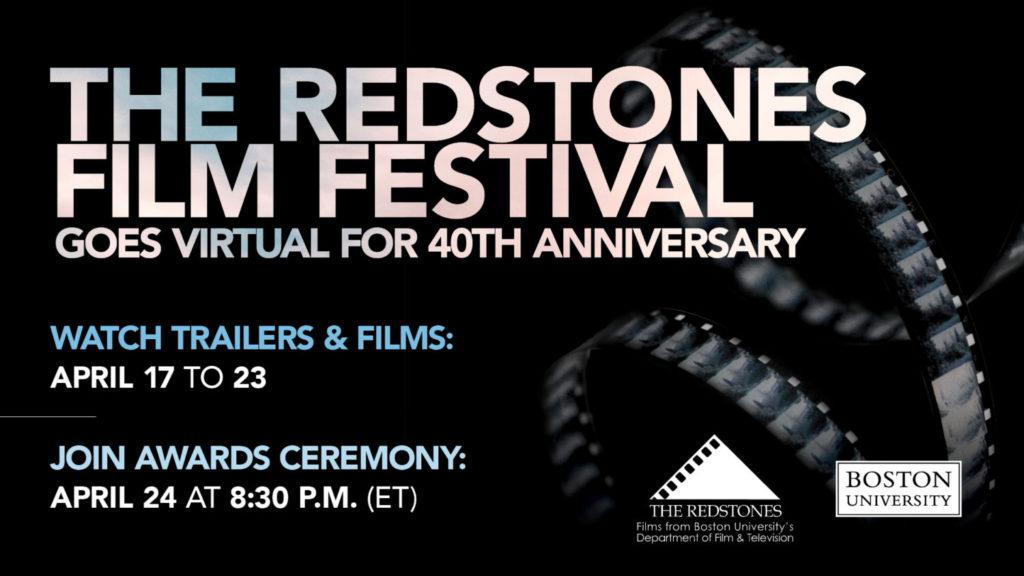 THE REDSTONES
FILM FESTIVAL
GOES VIRTUAL FOR 40TH ANNIVERSARY
WATCH TRAILERS & FILMS:
APRIL 17 TO 23
JOIN AWARDS CEREMONY:
APRIL 24 AT 8:30 P.M. (ET)
THE REDSTONES
Films from Boston University's
Department of Film & Television
BOSTON
UNIVERSITY